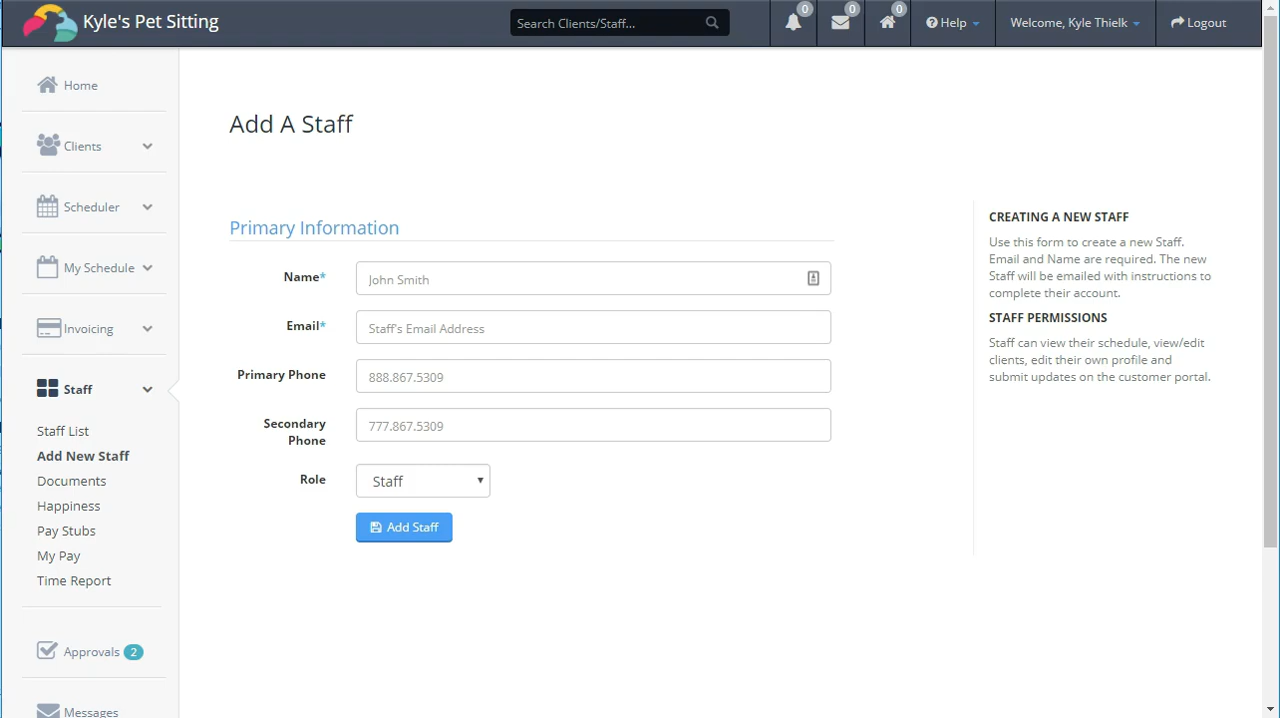 Kyle's Pet Sitting
Search Clients/Staff...
0
0
0
Help
Welcome, Kyle Thielk
Logout
Home
Clients
Scheduler
My Schedule
Invoicing
Staff
Staff List
Add New Staff
Documents
Happiness
Pay Stubs
My Pay
Time Report
Approvals 2
Messages
Add A Staff
Primary Information
Name*
John Smith
Email*
Staff's Email Address
Primary Phone
888.867.5309
Secondary
Phone
777.867.5309
Role
Staff
Add Staff
CREATING A NEW STAFF
Use this form to create a new Staff.
Email and Name are required. The new
Staff will be emailed with instructions to
complete their account.
STAFF PERMISSIONS
Staff can view their schedule, view/edit
clients, edit their own profile and
submit updates on the customer portal.